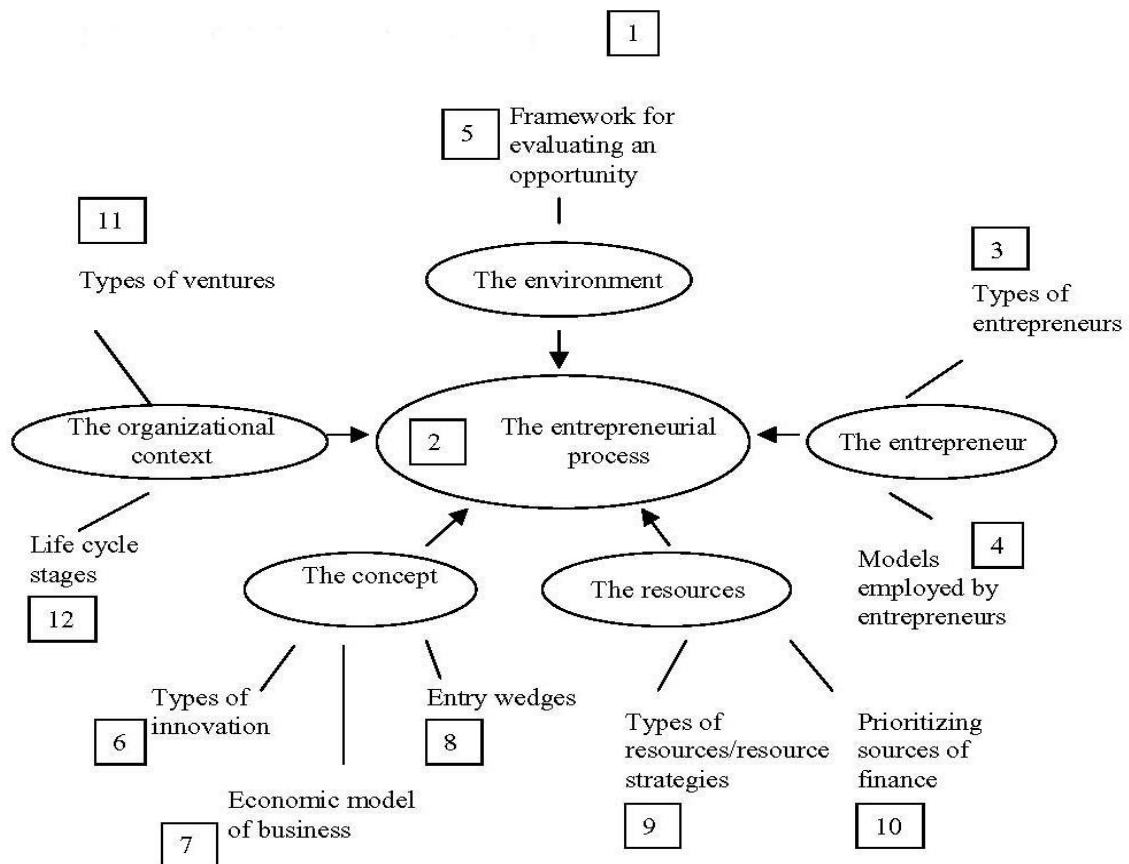 1
5
Framework for
evaluating an
opportunity
11
Types of ventures
The environment
3
Types of
entrepreneurs
The organizational
context
2
The entrepreneurial
process
The entrepreneur
Life cycle
stages
12
The concept
The resources
4
Models
employed by
entrepreneurs
Types of
innovation
6
Entry wedges
8
Economic model
of business
7
Types of
resources/resource
strategies
9
Prioritizing
sources of
finance
10